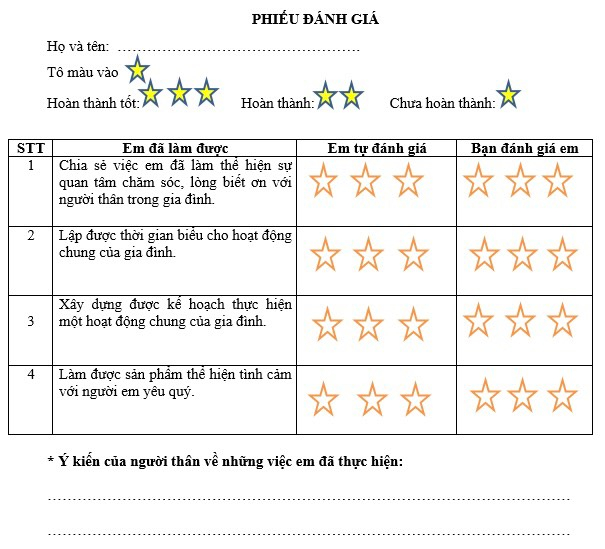 PHIẾU ĐÁNH GIÁ
Họ và tên: ……………………………………………
Tô màu vào
Hoàn thành tốt: Hoàn thành: Chưa hoàn thành:
STT Em đã làm được Em tự đánh giá Bạn đánh giá em
1 Chia sẻ việc em đã làm thể hiện sự
quan tâm chăm sóc, lòng biết ơn với
người thân trong gia đình.
2 Lập được thời gian biểu cho hoạt động
chung của gia đình.
3 Xây dựng được kế hoạch thực hiện
một hoạt động chung của gia đình.
4 Làm được sản phẩm thể hiện tình cảm
với người em yêu quý.
* Ý kiến của người thân về những việc em đã thực hiện:
……………………………………………………………………………………………
……………………………………………………………………………………………